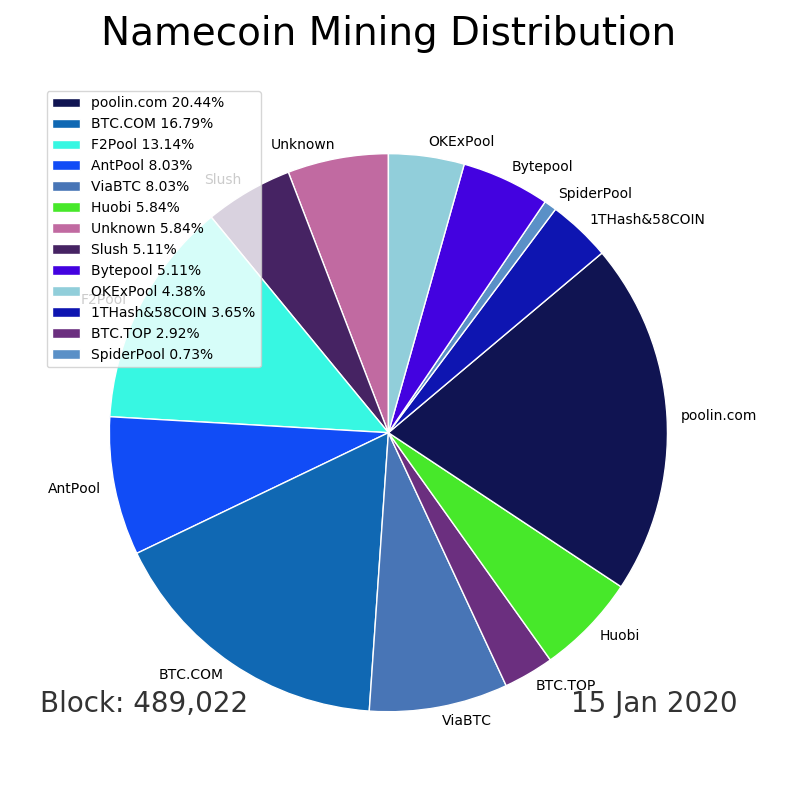 Namecoin Mining Distribution
poolin.com 20.44%
BTC.COM 16.79%
F2Pool 13.14%
AntPool 8.03%
ViaBTC 8.03%
Huobi 5.84%
Unknown 5.84%
Slush 5.11%
Bytepool 5.11%
OKExPool 4.38%
1THash&58COIN 3.65%
BTC.TOP 2.92%
SpiderPool 0.73%
Unknown
OKExPool
Bytepool
Slush
SpiderPool
1THash&58COIN
F2Pool
poolin.com
AntPool
Huobi
BTC.COM
BTC.TOP
ViaBTC
Block: 489,022
15 Jan 2020